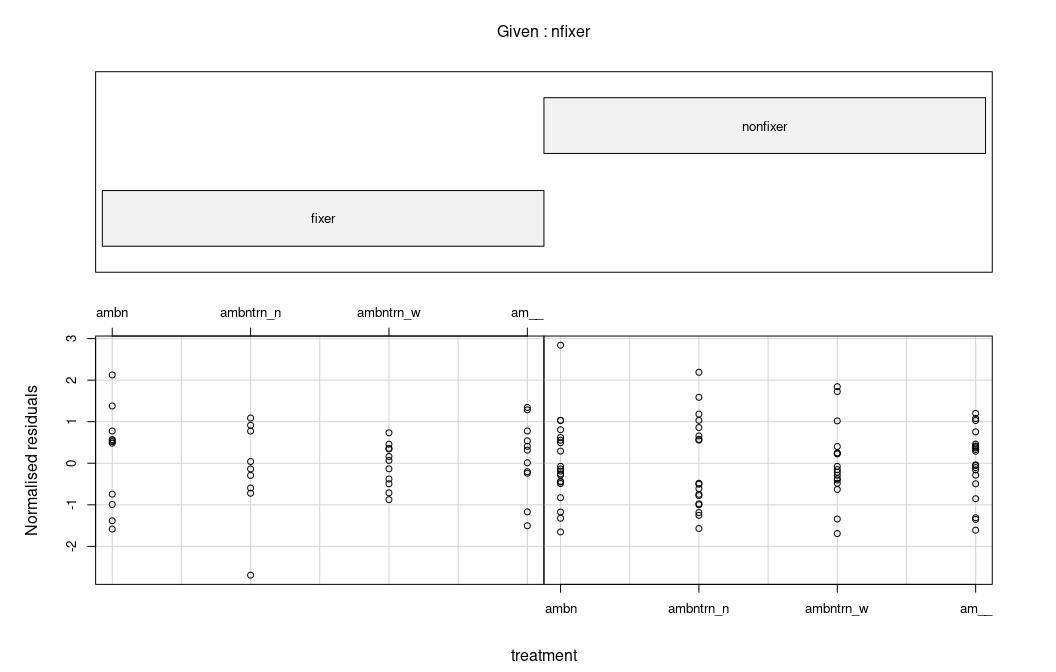 Given : nfixer
nonfixer
fixer
ambn ambntrn_n ambntrn_w am__
3
2
1
0
-1
-2
Normalised residuals
ambn ambntrn_n ambntrn_w am__
treatment